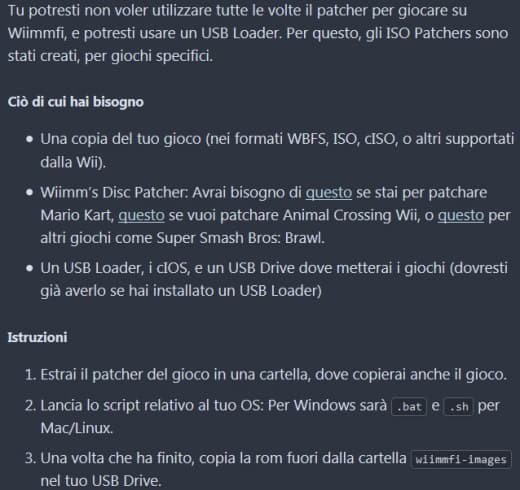 Tu potresti non voler utilizzare tutte le volte il patcher per giocare su
Wiimmfi, e potresti usare un USB Loader. Per questo, gli ISO Patchers sono
stati creati, per giochi specifici.
Ciò di cui hai bisogno
• Una copia del tuo gioco (nei formati WBFS, ISO, cISO, o altri supportati
dalla Wii).
• Wiimm's Disc Patcher: Avrai bisogno di questo se stai per patchare
Mario Kart, questo se vuoi patchare Animal Crossing Wii, o questo per
altri giochi come Super Smash Bros: Brawl.
• Un USB Loader, i cIOS, e un USB Drive dove metterai i giochi (dovresti
già averlo se hai installato un USB Loader)
Istruzioni
1. Estrai il patcher del gioco in una cartella, dove copierai anche il gioco.
2. Lancia lo script relativo al tuo OS: Per Windows sarà .bat e .sh per
Mac/Linux.
3. Una volta che ha finito, copia la rom fuori dalla cartella wiimmfi-images
nel tuo USB Drive.